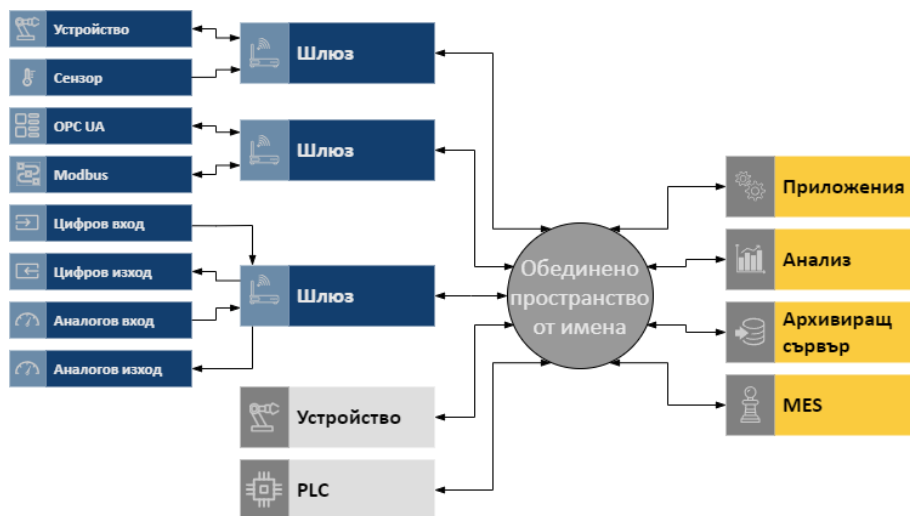 Устройство
Сензор
OPC UA
Modbus
Цифров вход
Цифров изход
Аналогов вход
Аналогов изход
Шлюз
Шлюз
Шлюз
Устройство
PLC
Обединено
пространство
от имена
Приложения
Анализ
Архивиращ
сървър
MES